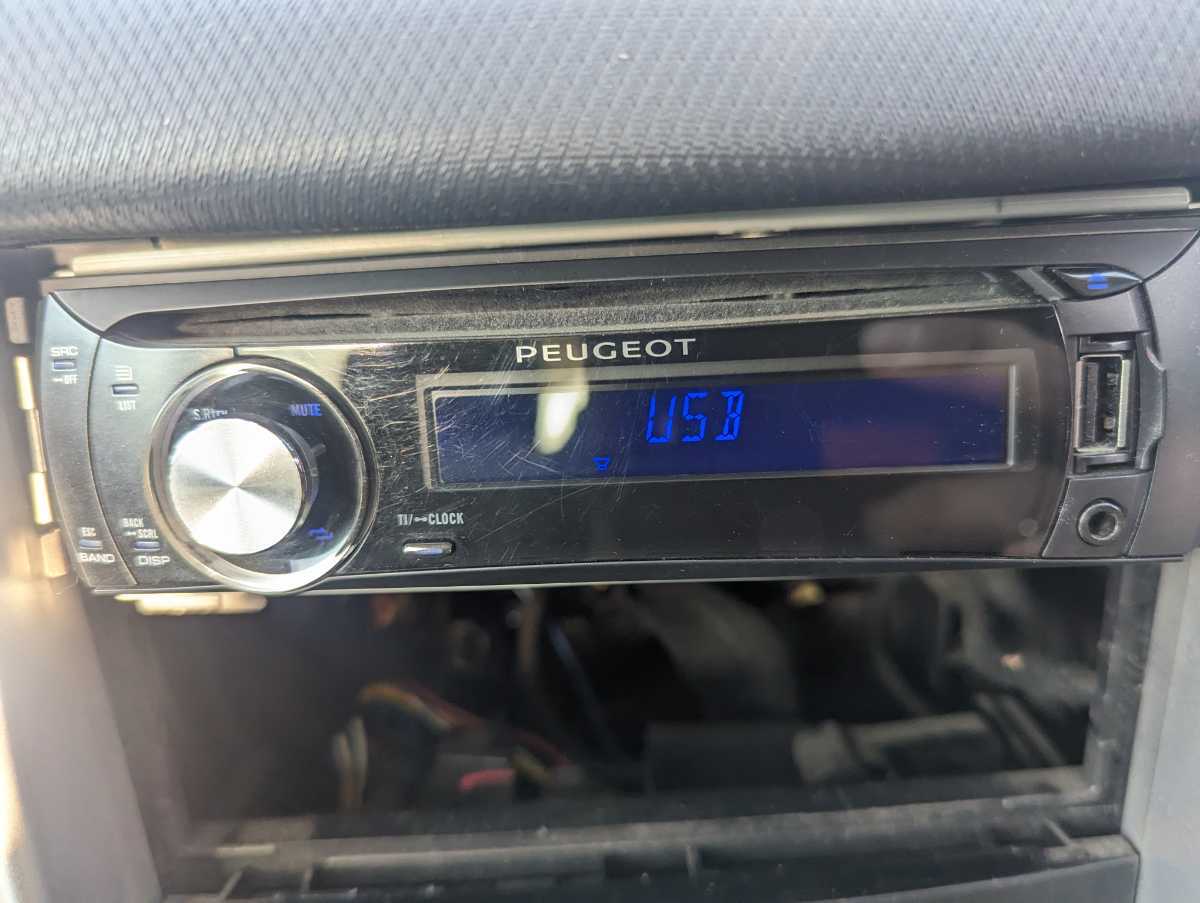 PEUGEOT
SRC
OFF
LIST
MUTE
USB
TI/ CLOCK
BACK
SCRL
DISP
ESC
BAND